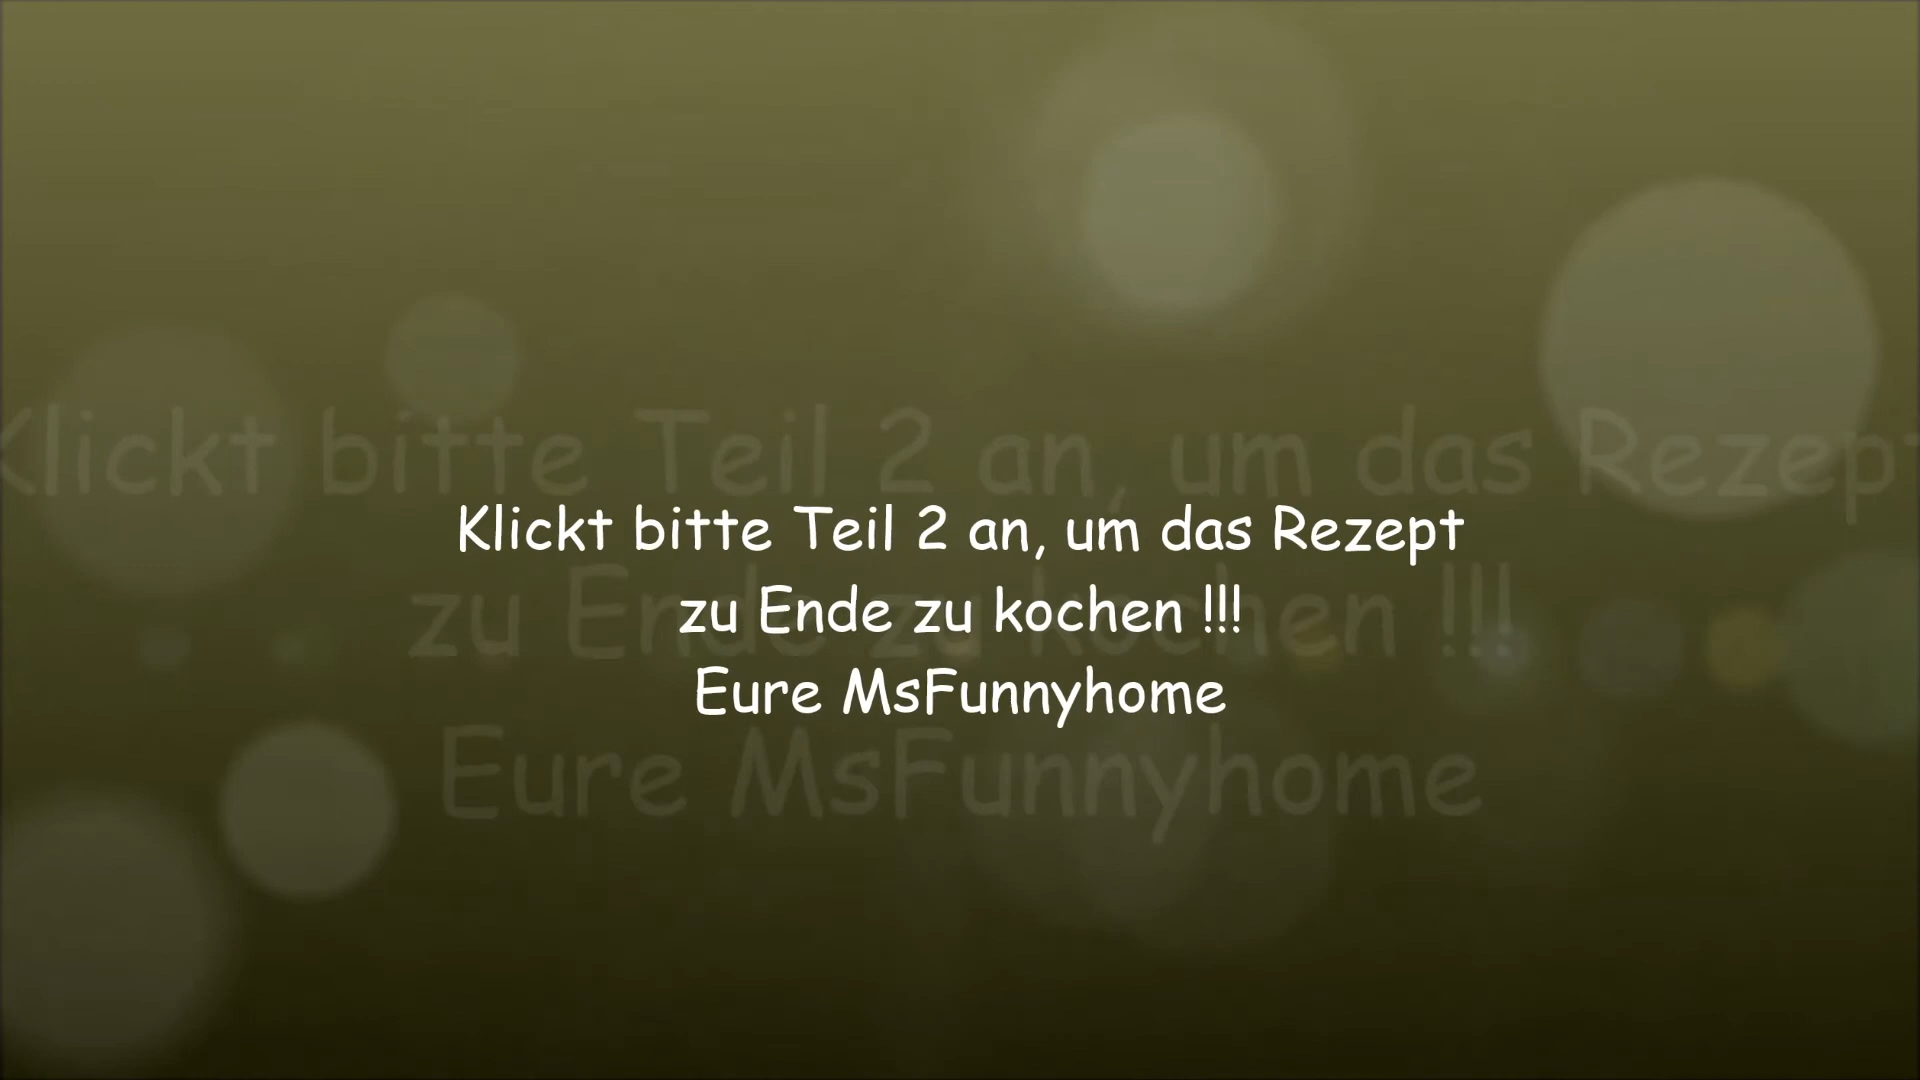 Klickt bitte Teil 2 an, um das Rezept
zu Ende zu kochen !!!
Eure MsFunnyhome